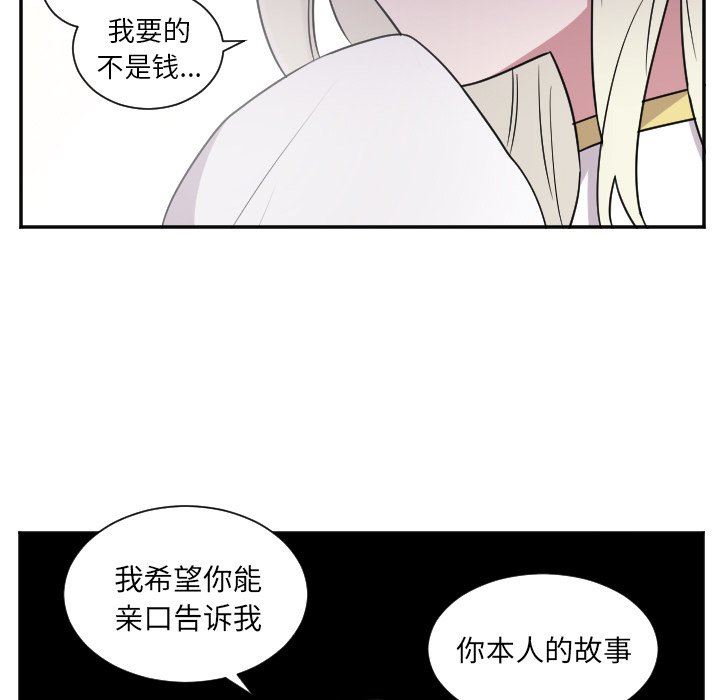 我要的
不是钱...
我希望你能
亲口告诉我
你本人的故事